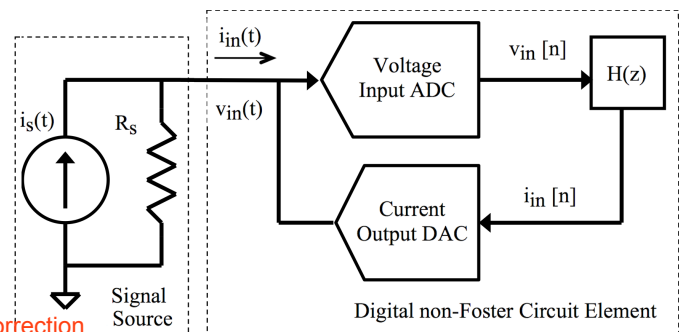 i_in(t)
Voltage
Input ADC
v_in [n]
H(z)
i_s(t)
R_s
v_in(t)
Current
Output DAC
i_in [n]
Signal
Source
orrection
Digital non-Foster Circuit Element